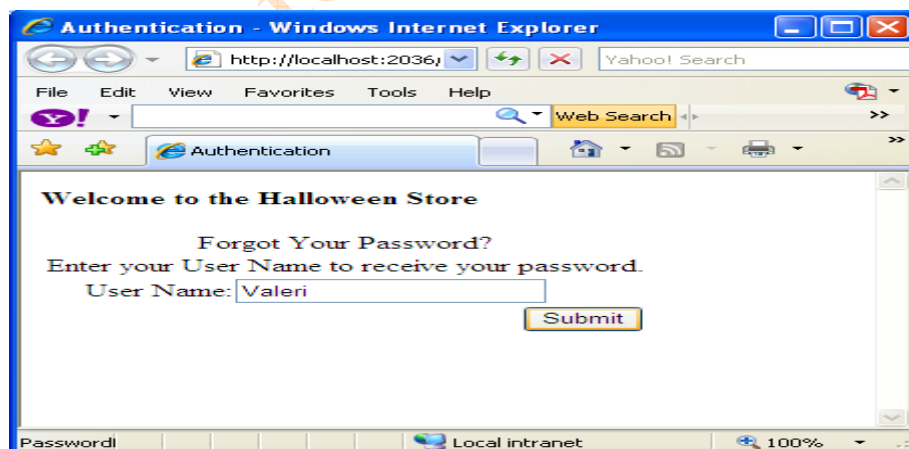 Authentication - Windows Internet Explorer
http://localhost:2036/
Yahoo! Search
File Edit View Favorites Tools Help
Y! Web Search >>
Authentication >>
Welcome to the Halloween Store
Forgot Your Password?
Enter your User Name to receive your password.
User Name: Valeri
Submit
Local intranet 100%